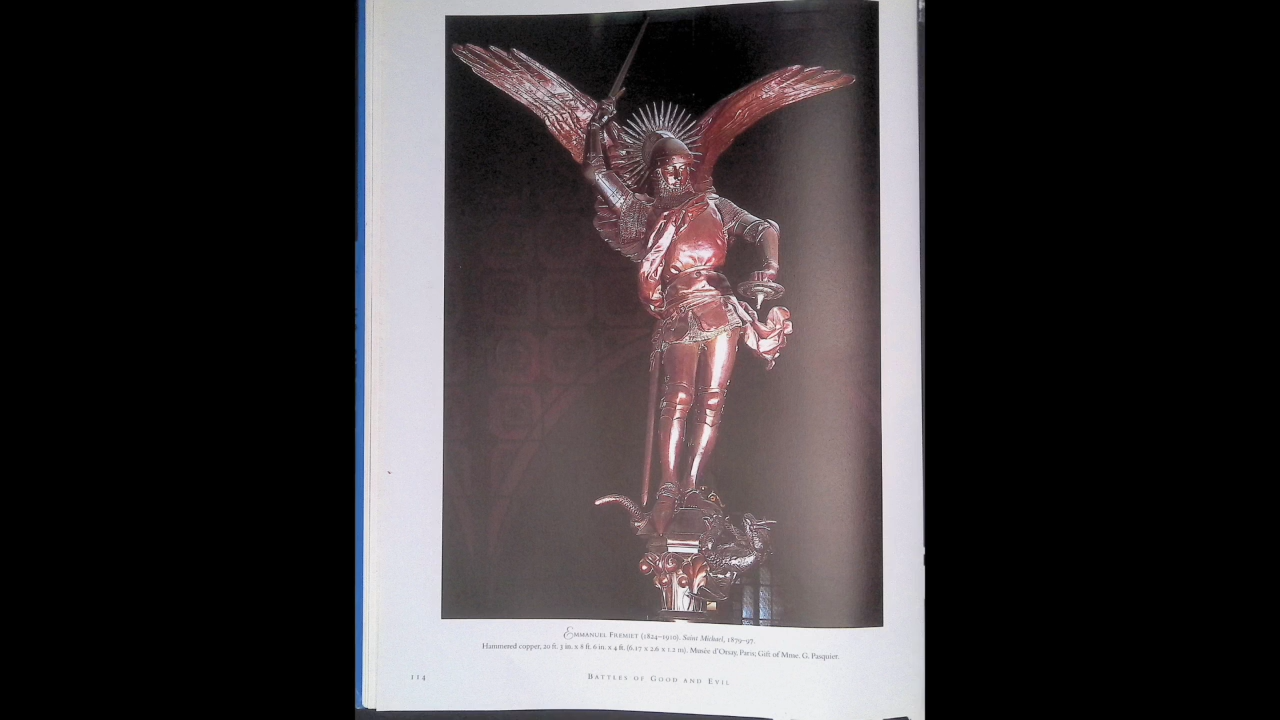 EMMANUEL FREMIET (1824–1910). Saint Michael, 1879–97.
Hammered copper, 20 ft. 3 in. x 8 ft. 6 in. x 4 ft. (6.17 x 2.6 x 1.2 m). Musée d'Orsay, Paris; Gift of Mme. G. Pasquier.
114 BATTLES OF GOOD AND EVIL